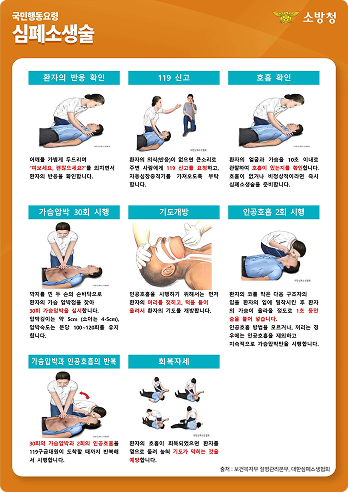 국민행동요령
심폐소생술
소방청
환자의 반응 확인
119 신고
호흡 확인
어깨를 가볍게 두드리며
"여보세요, 괜찮으세요?"를 외치면서
환자의 반응을 확인합니다.
환자의 의식(반응)이 없으면 큰소리로
주변 사람에게 119 신고를 요청하고,
자동심장충격기를 가져오도록 부탁
합니다.
환자의 얼굴과 가슴을 10초 이내로
관찰하여 호흡이 있는지를 확인합니다.
호흡이 없거나 비정상적이라면 즉시
심폐소생술을 준비합니다.
가슴압박 30회 시행
기도개방
인공호흡 2회 시행
깍지를 낀 두 손의 손바닥으로
환자의 가슴 압박점을 찾아
30회 가슴압박을 실시합니다.
압박깊이는 약 5cm (소아는 4-5cm),
압박속도는 분당 100~120회를 유지
합니다.
인공호흡을 시행하기 위해서는 먼저
환자의 머리를 젖히고, 턱을 들어
올려서 환자의 기도를 개방합니다.
환자의 코를 막은 다음 구조자의
입을 환자의 입에 밀착시킨 후 환자
의 가슴이 올라올 정도로 1초 동안
숨을 불어 넣습니다.
인공호흡 방법을 모르거나, 꺼리는 경
우에는 인공호흡을 제외하고
지속적으로 가슴압박만을 시행합니다.
가슴압박과 인공호흡의 반복
회복자세
30회의 가슴압박과 2회의 인공호흡을
119구급대원이 도착할 때까지 반복해
서 시행합니다.
환자의 호흡이 회복되었으면 환자를
옆으로 돌려 눕혀 기도가 막히는 것을
예방합니다.
출처 : 보건복지부 질병관리본부, 대한심폐소생협회